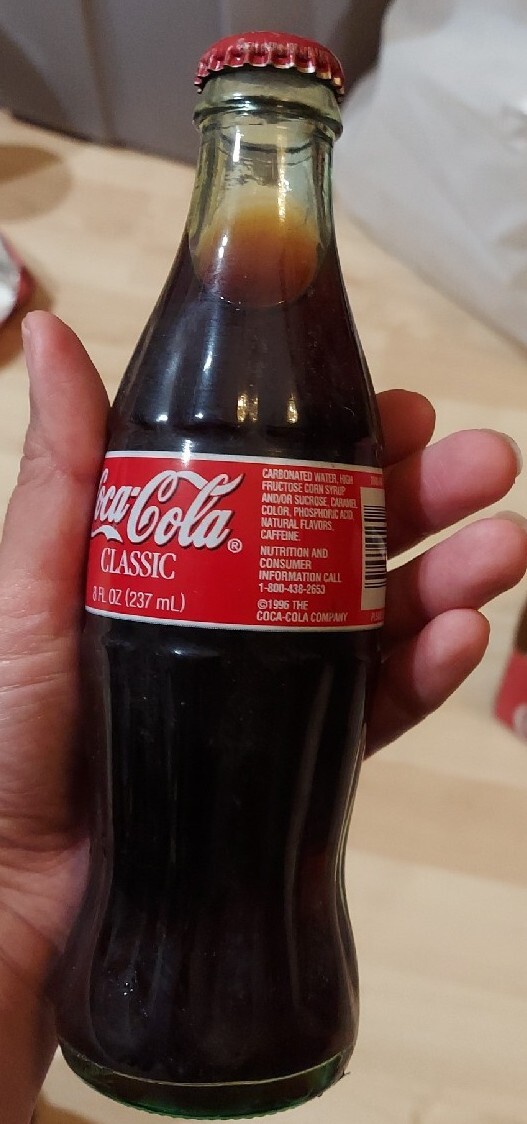 Coca-Cola®
CLASSIC
8 FL OZ (237 mL)
CARBONATED WATER, HIGH
FRUCTOSE CORN SYRUP
AND/OR SUCROSE, CARAMEL
COLOR, PHOSPHORIC ACID,
NATURAL FLAVORS,
CAFFEINE.
NUTRITION AND
CONSUMER
INFORMATION CALL
1-800-438-2653
©1996 THE
COCA-COLA COMPANY